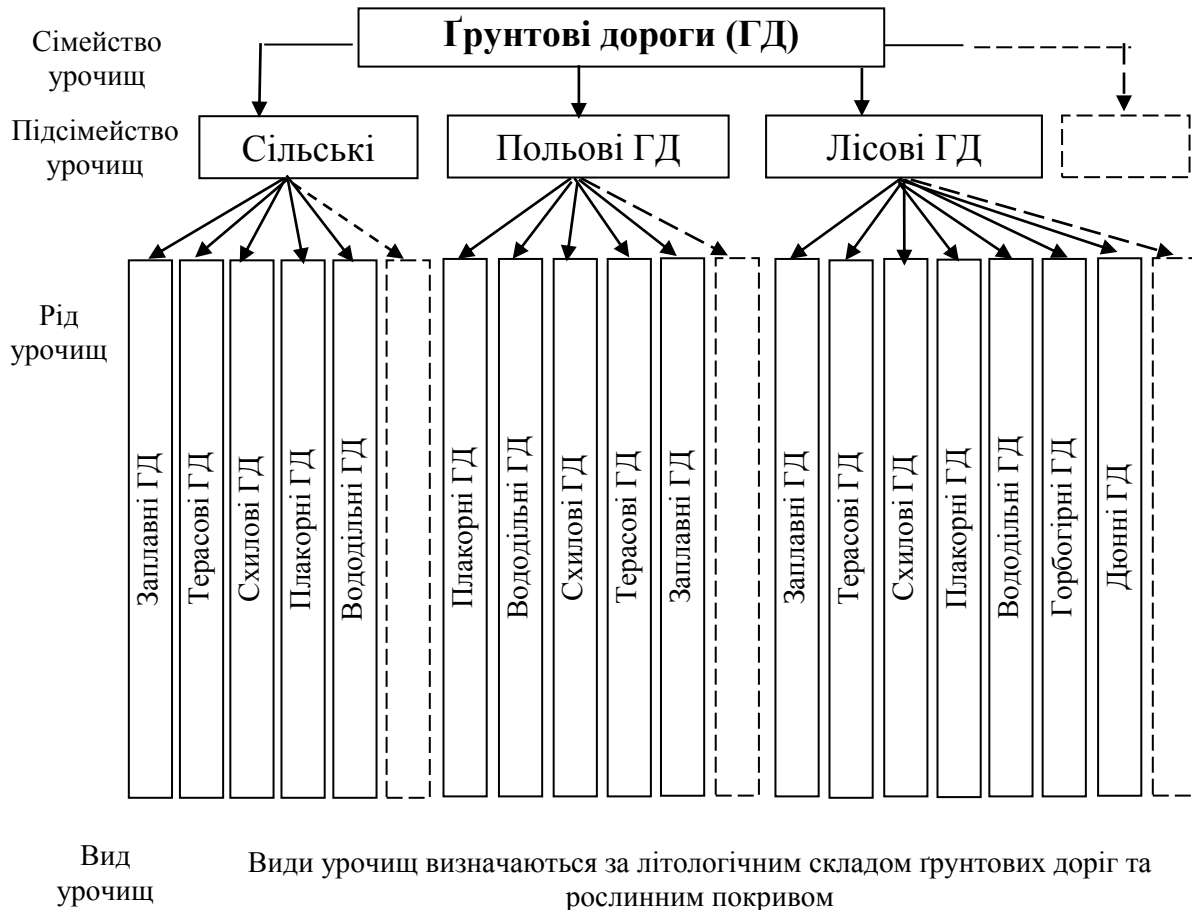 Сімейство
урочищ
Ґрунтові дороги (ГД)
Підсімейство
урочищ
Сільські
Польові ГД
Лісові ГД
Рід
урочищ
Заплавні ГД
Терасові ГД
Схилові ГД
Плакорні ГД
Вододільні ГД
Плакорні ГД
Вододільні ГД
Схилові ГД
Терасові ГД
Заплавні ГД
Заплавні ГД
Терасові ГД
Схилові ГД
Плакорні ГД
Вододільні ГД
Горбогірні ГД
Дюнні ГД
Вид
урочищ
Види урочищ визначаються за літологічним складом ґрунтових доріг та
рослинним покривом